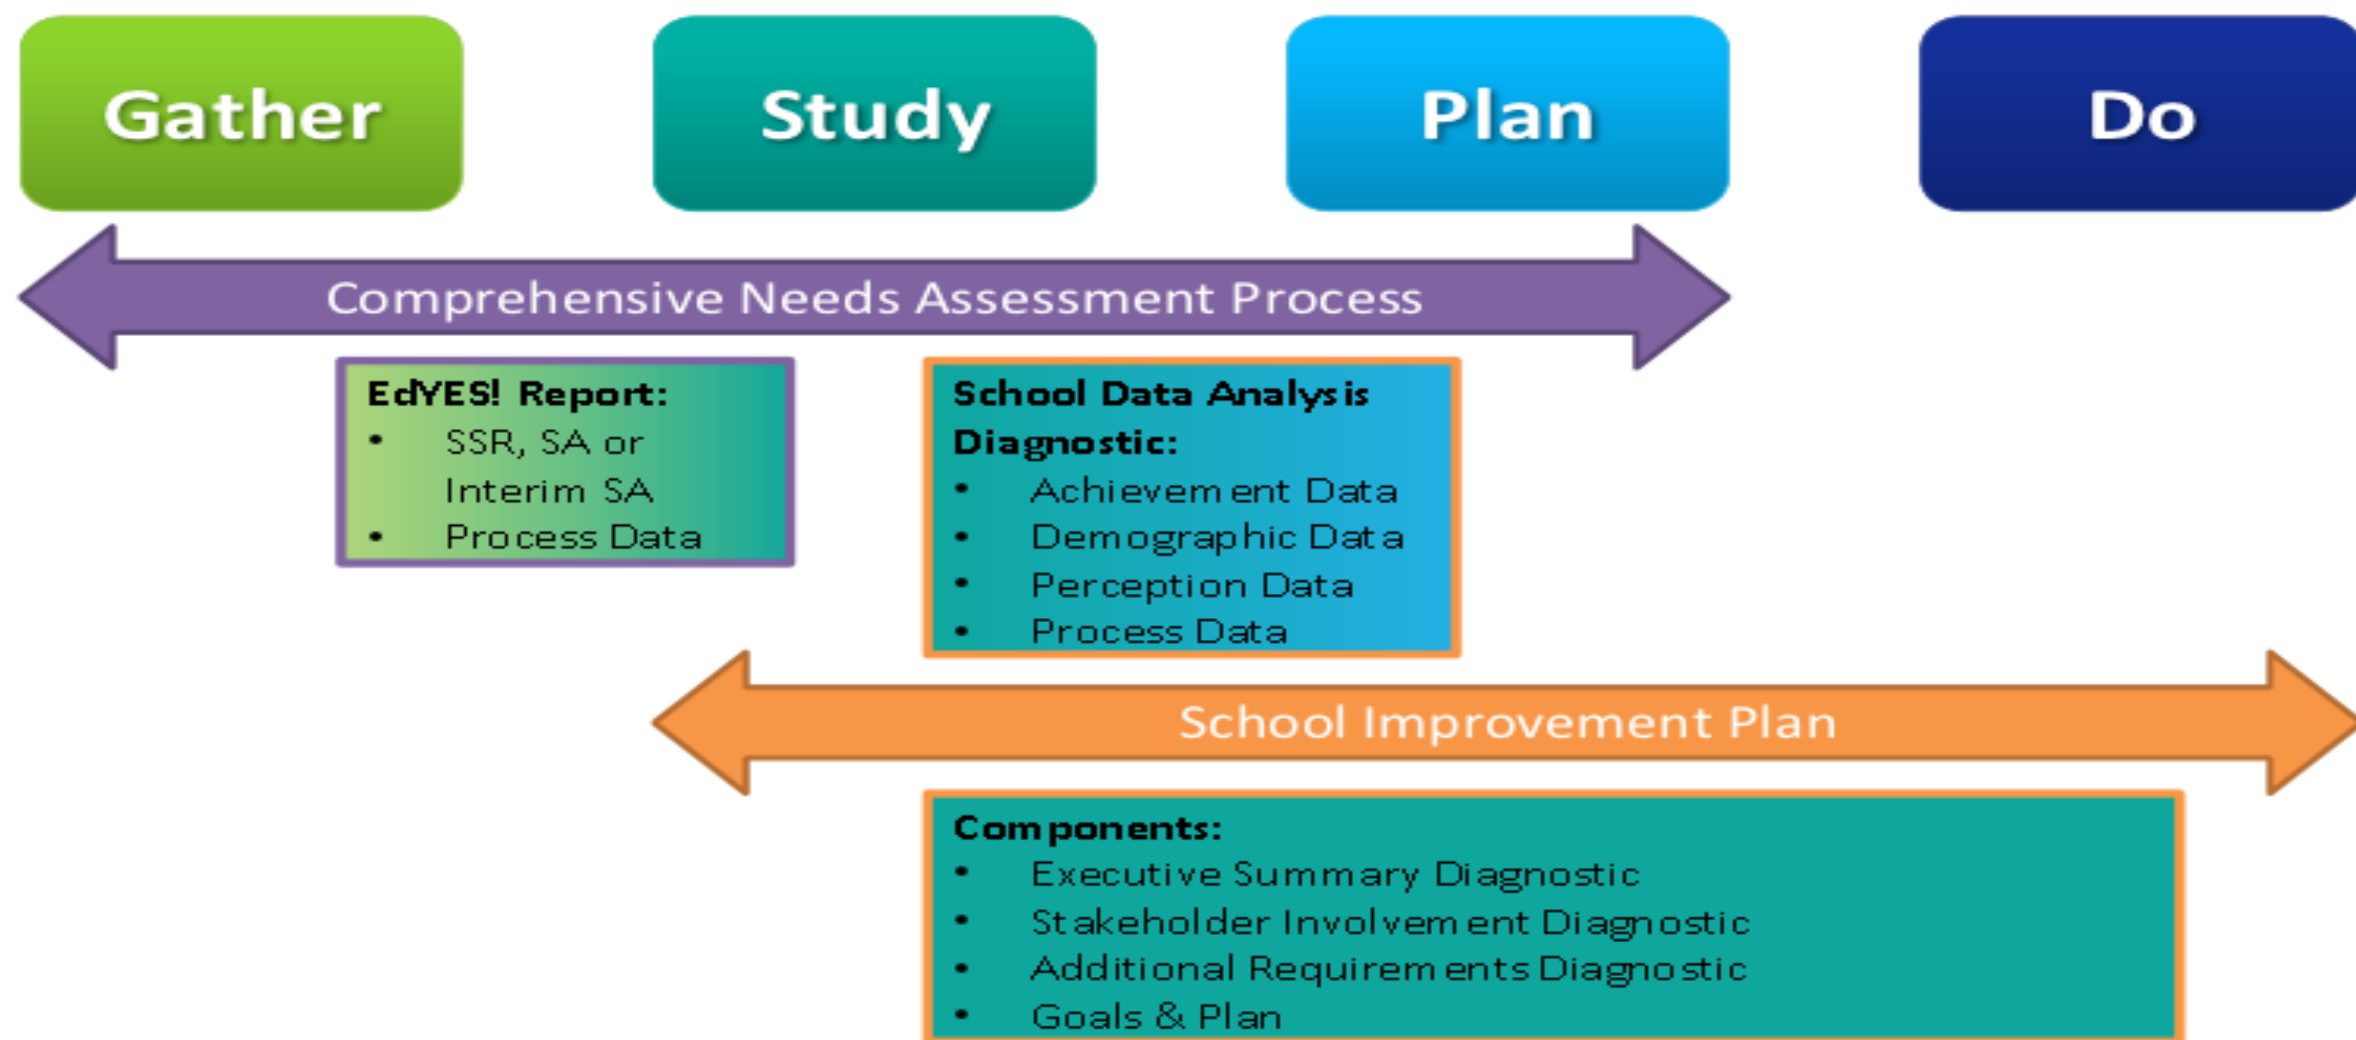 Gather
Study
Plan
Do
Comprehensive Needs Assessment Process
EdYES! Report:
• SSR, SA or
Interim SA
• Process Data
School Data Analysis
Diagnostic:
• Achievement Data
• Demographic Data
• Perception Data
• Process Data
School Improvement Plan
Components:
• Executive Summary Diagnostic
• Stakeholder Involvement Diagnostic
• Additional Requirements Diagnostic
• Goals & Plan